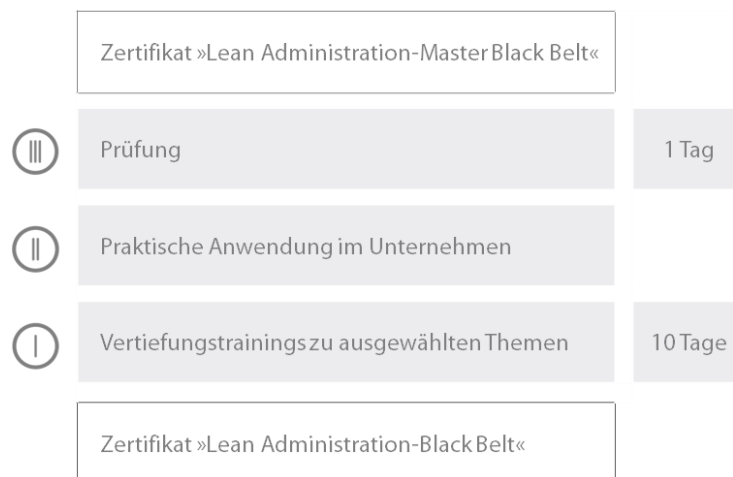 Zertifikat »Lean Administration-Master Black Belt«
III Prüfung 1 Tag
II Praktische Anwendung im Unternehmen
I Vertiefungstrainings zu ausgewählten Themen 10 Tage
Zertifikat »Lean Administration-Black Belt«